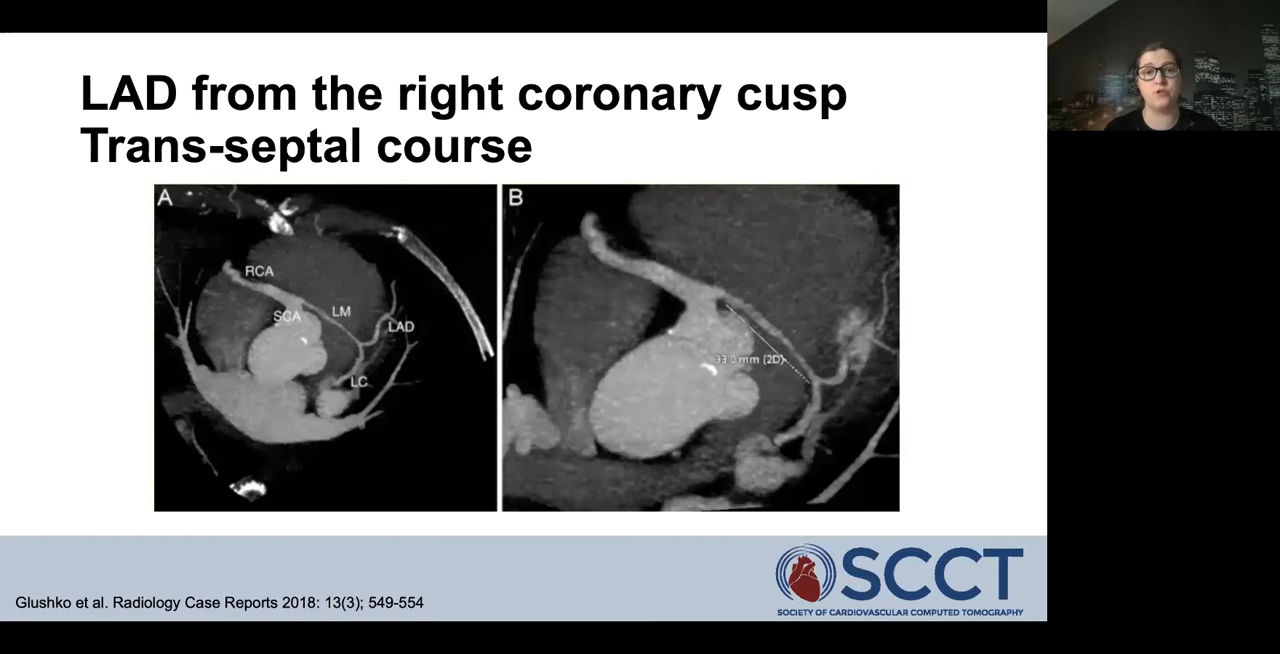 LAD from the right coronary cusp
Trans-septal course
A
RCA
SCA
LM
LAD
LC
B
33.0 mm (2D)
Glushko et al. Radiology Case Reports 2018: 13(3); 549-554
SCCT
SOCIETY OF CARDIOVASCULAR COMPUTED TOMOGRAPHY